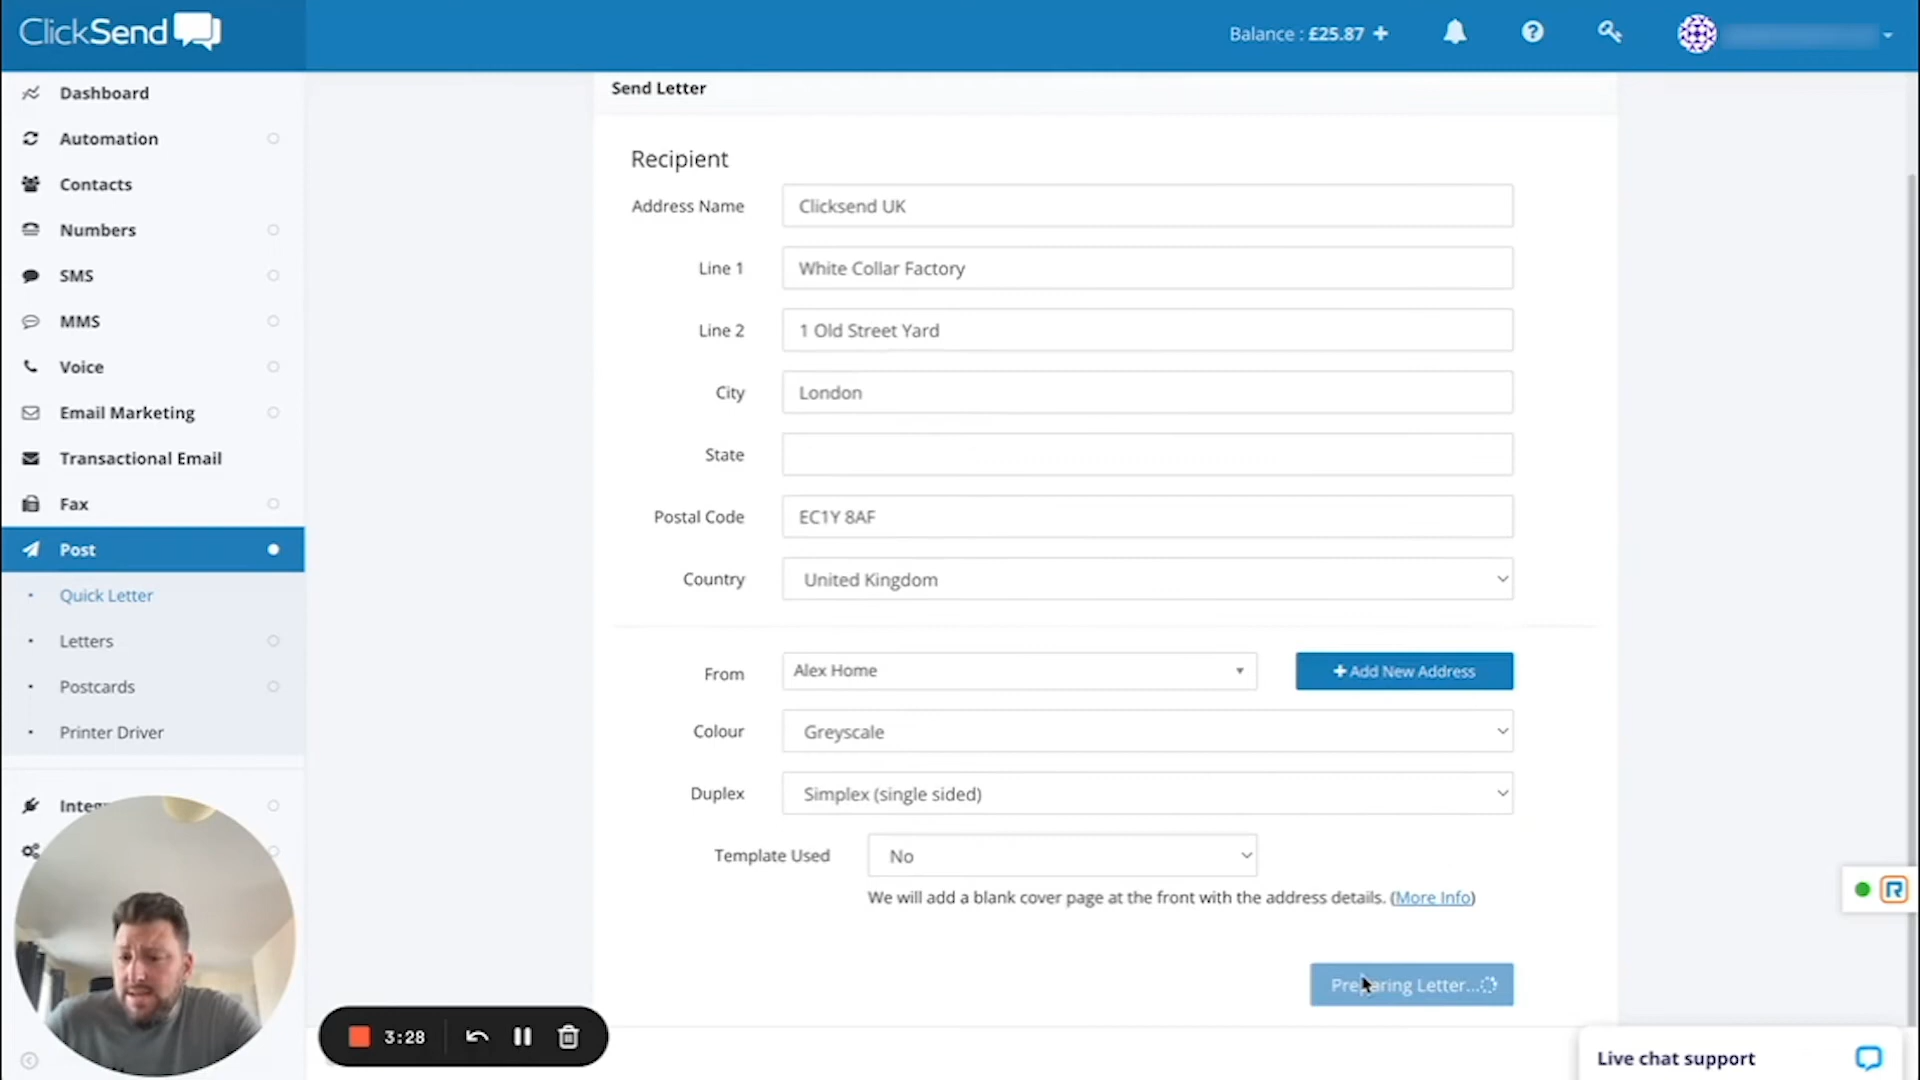 ClickSend
Balance : £25.87 +
Dashboard
Automation
Contacts
Numbers
SMS
MMS
Voice
Email Marketing
Transactional Email
Fax
Post
Quick Letter
Letters
Postcards
Printer Driver
Send Letter
Recipient
Address Name Clicksend UK
Line 1 White Collar Factory
Line 2 1 Old Street Yard
City London
State
Postal Code EC1Y 8AF
Country United Kingdom
From Alex Home + Add New Address
Colour Greyscale
Duplex Simplex (single sided)
Template Used No
We will add a blank cover page at the front with the address details. (More Info)
Preparing Letter...
3:28
Live chat support